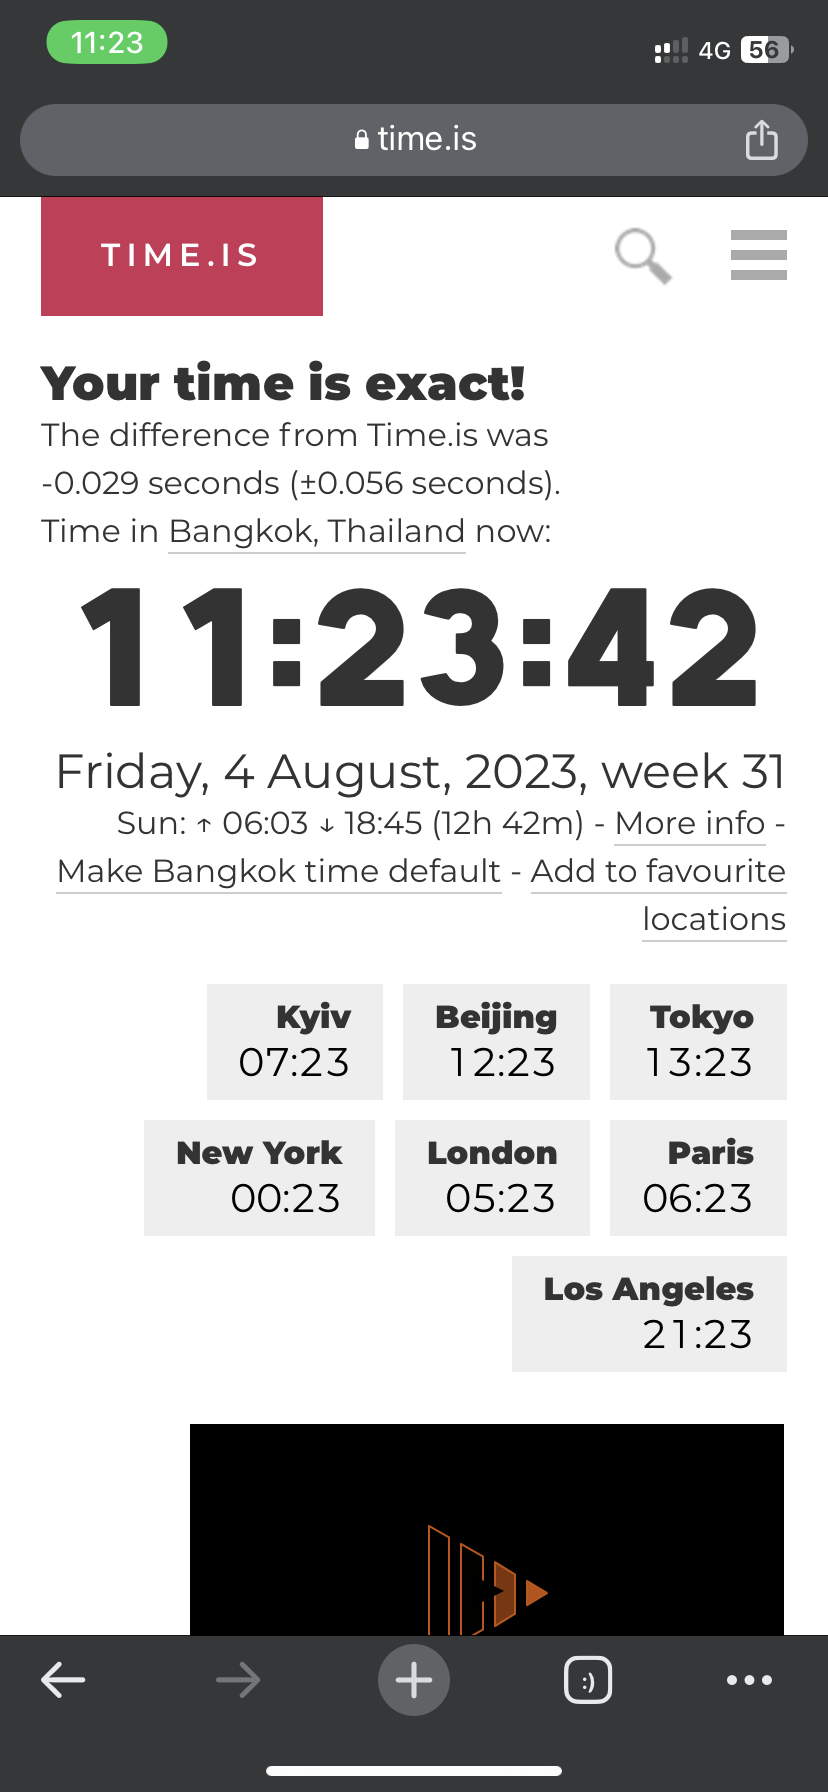 11:23
4G 56
time.is
TIME.IS
Your time is exact!
The difference from Time.is was
-0.029 seconds (±0.056 seconds).
Time in Bangkok, Thailand now:
11:23:42
Friday, 4 August, 2023, week 31
Sun: ↑ 06:03 ↓ 18:45 (12h 42m) - More info -
Make Bangkok time default - Add to favourite
locations
Kyiv
07:23
Beijing
12:23
Tokyo
13:23
New York
00:23
London
05:23
Paris
06:23
Los Angeles
21:23
:)